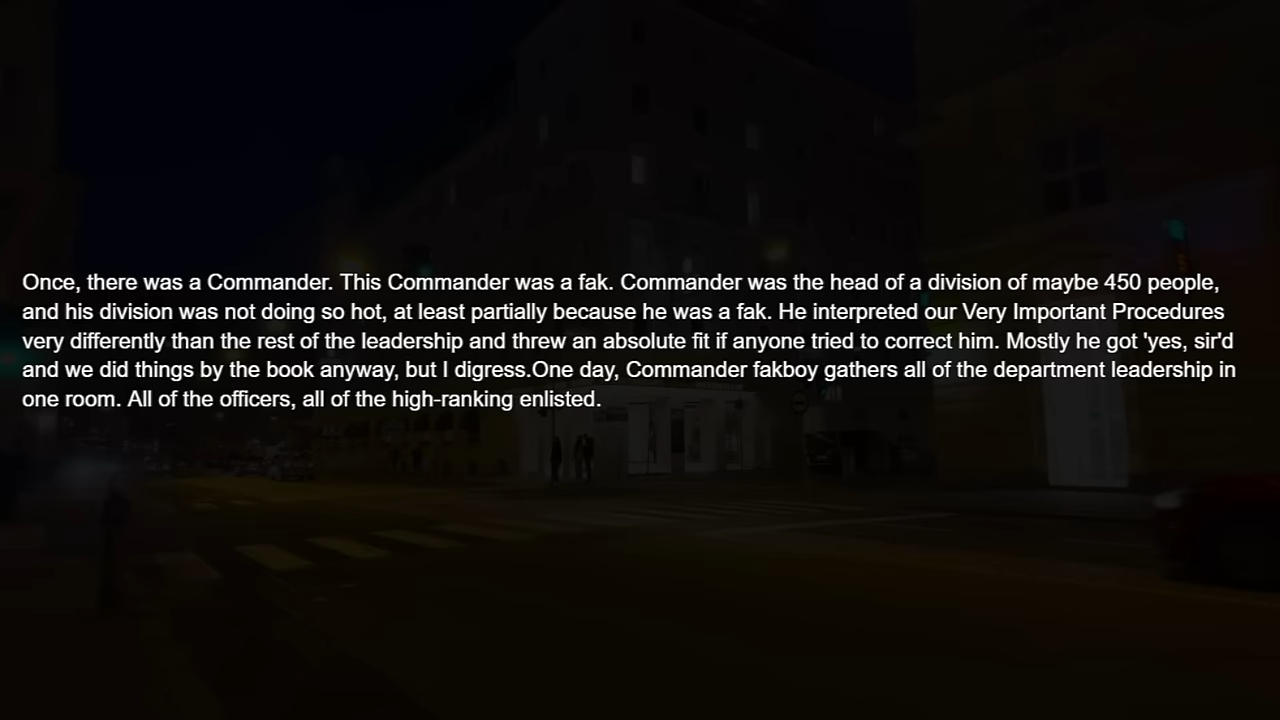 Once, there was a Commander. This Commander was a fak. Commander was the head of a division of maybe 450 people,
and his division was not doing so hot, at least partially because he was a fak. He interpreted our Very Important Procedures
very differently than the rest of the leadership and threw an absolute fit if anyone tried to correct him. Mostly he got 'yes, sir'd
and we did things by the book anyway, but I digress.One day, Commander fakboy gathers all of the department leadership in
one room. All of the officers, all of the high-ranking enlisted.